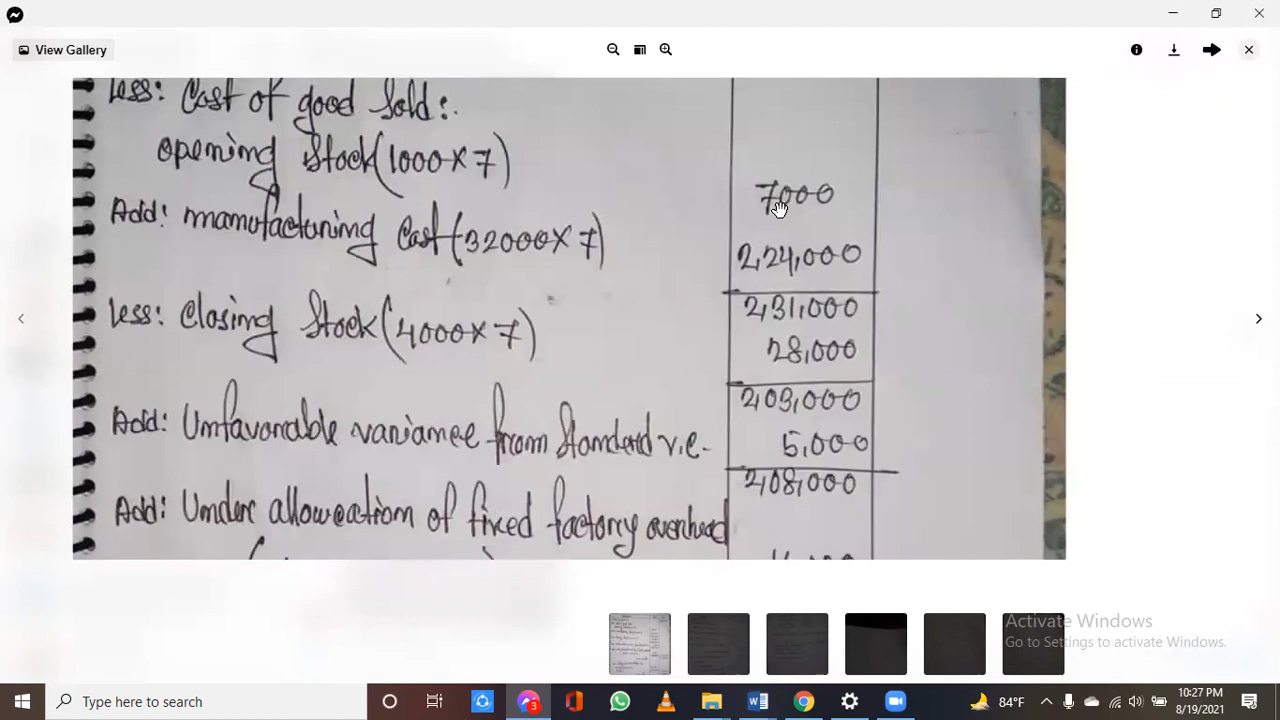 View Gallery
Less: Cost of good Sold:.
opening Stock(1000×7)
7000
Add: manufacturing Cost(32000×7)
2,24,000
2,31,000
Less: Closing Stock(4000×7)
28,000
2,03,000
Add: Unfavorable variance from Standerd v.c.
5,000
2,08,000
Add: Under allowcation of fixed factory overhead
Activate Windows
Go to Settings to activate Windows.
Type here to search
3
84°F
10:27 PM
8/19/2021